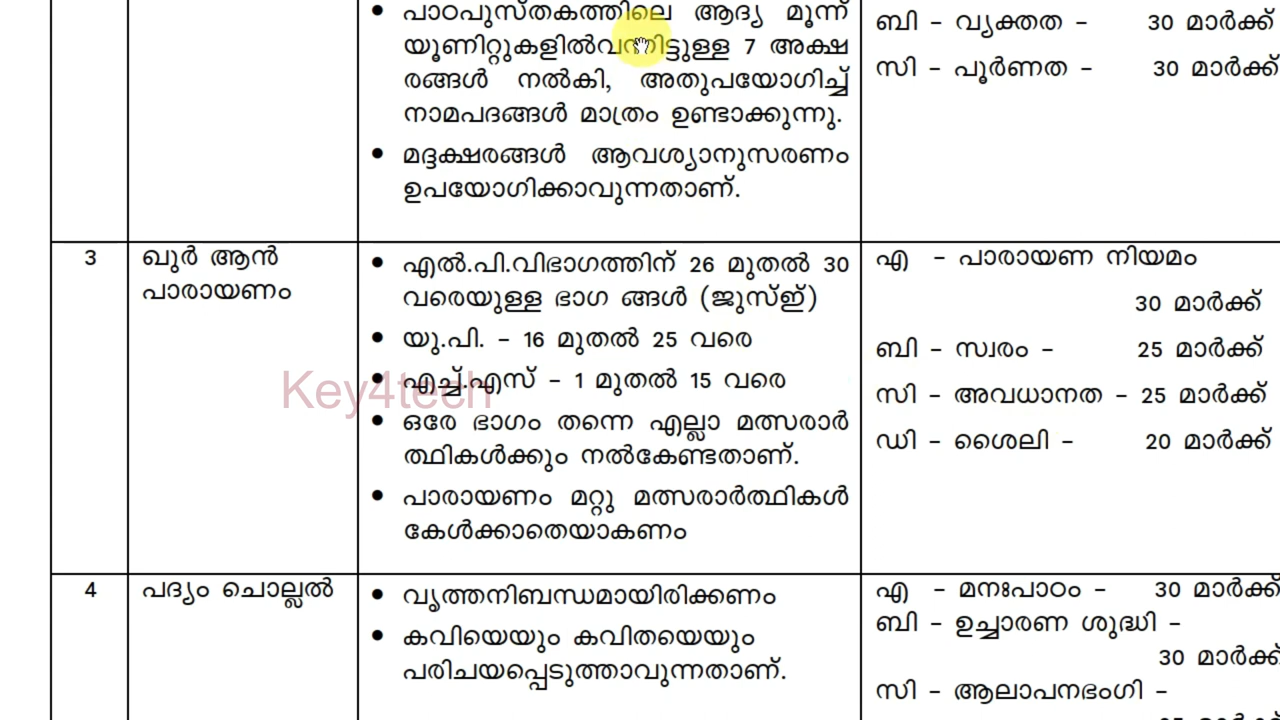 പാഠപുസ്തകത്തിലെ ആദ്യ മൂന്ന്
യൂണിറ്റുകളിൽവന്നിട്ടുള്ള 7 അക്ഷ
രങ്ങൾ നൽകി, അതുപയോഗിച്ച്
നാമപദങ്ങൾ മാത്രം ഉണ്ടാക്കുന്നു.
മദ്ദക്ഷരങ്ങൾ ആവശ്യാനുസരണം
ഉപയോഗിക്കാവുന്നതാണ്.
ബി – വ്യക്തത – 30 മാർക്ക്
സി – പൂർണത – 30 മാർക്ക്
3
ഖുർ ആൻ
പാരായണം
എൽ.പി.വിഭാഗത്തിന് 26 മുതൽ 30
വരെയുള്ള ഭാഗ ങ്ങൾ (ജുസ്ഇ്)
യു.പി. – 16 മുതൽ 25 വരെ
എച്ച്.എസ് – 1 മുതൽ 15 വരെ
ഒരേ ഭാഗം തന്നെ എല്ലാ മത്സരാർ
ത്ഥികൾക്കും നൽകേണ്ടതാണ്.
പാരായണം മറ്റു മത്സരാർത്ഥികൾ
കേൾക്കാതെയാകണം
എ – പാരായണ നിയമം
30 മാർക്ക്
ബി – സ്വരം – 25 മാർക്ക്
സി – അവധാനത – 25 മാർക്ക്
ഡി – ശൈലി – 20 മാർക്ക്
Key4tech
4
പദ്യം ചൊല്ലൽ
വൃത്തനിബന്ധമായിരിക്കണം
കവിയെയും കവിതയെയും
പരിചയപ്പെടുത്താവുന്നതാണ്.
എ – മനഃപാഠം – 30 മാർക്ക്
ബി – ഉച്ചാരണ ശുദ്ധി –
30 മാർക്ക്
സി – ആലാപനഭംഗി –